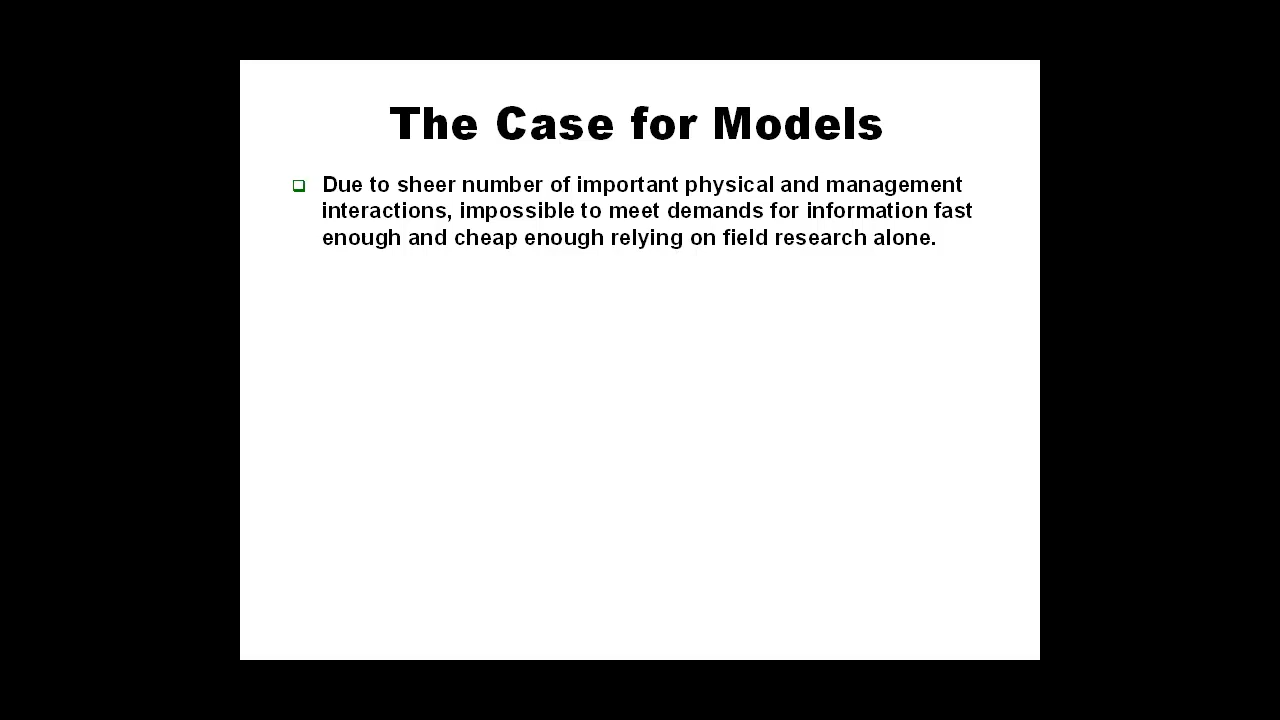 The Case for Models
Due to sheer number of important physical and management
interactions, impossible to meet demands for information fast
enough and cheap enough relying on field research alone.